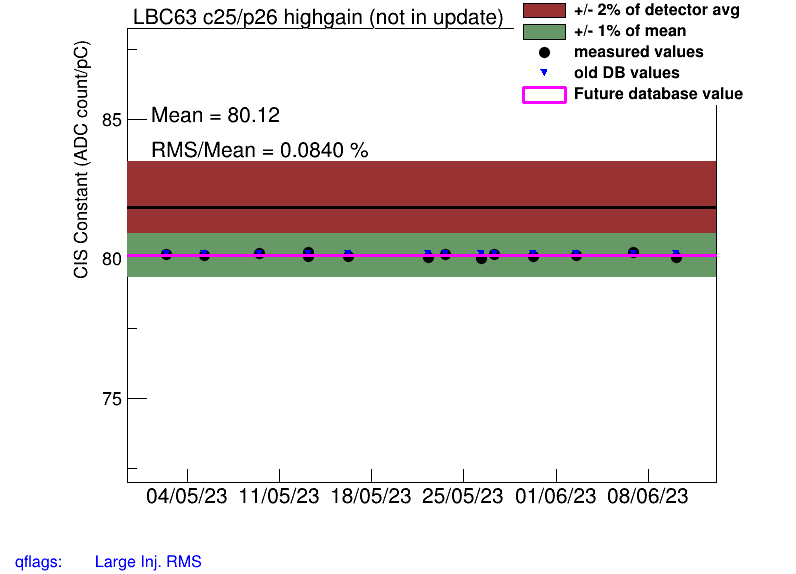 LBC63 c25/p26 highgain (not in update)
+/- 2% of detector avg
+/- 1% of mean
measured values
old DB values
Future database value
CIS Constant (ADC count/pC)
Mean = 80.12
RMS/Mean = 0.0840 %
85
80
75
04/05/23 11/05/23 18/05/23 25/05/23 01/06/23 08/06/23
qflags: Large Inj. RMS